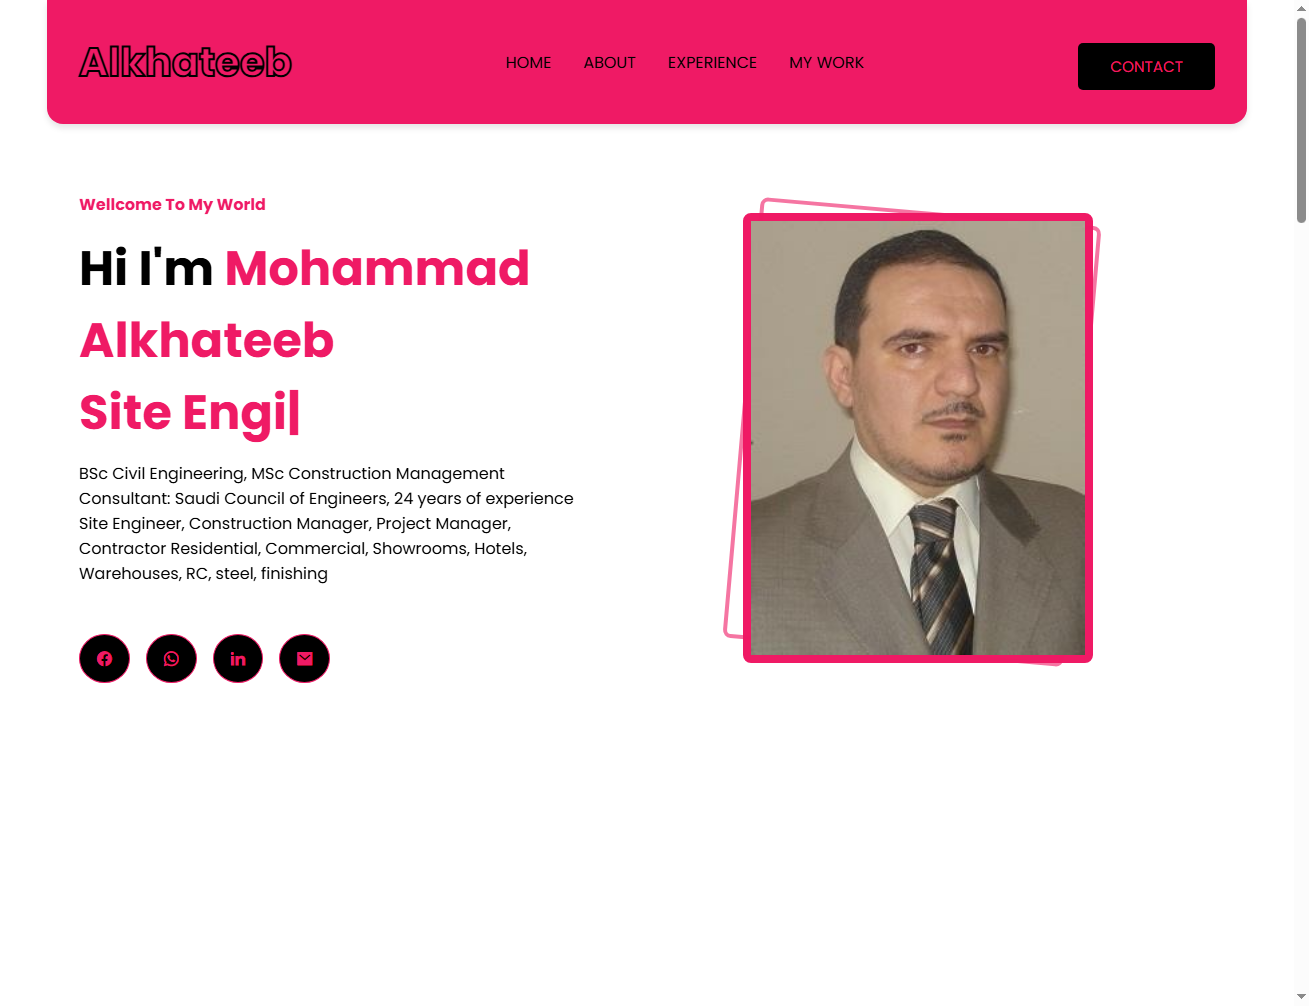 Alkhateeb
HOME
ABOUT
EXPERIENCE
MY WORK
CONTACT
Wellcome To My World
Hi I'm Mohammad
Alkhateeb
Site Engi|
BSc Civil Engineering, MSc Construction Management
Consultant: Saudi Council of Engineers, 24 years of experience
Site Engineer, Construction Manager, Project Manager,
Contractor Residential, Commercial, Showrooms, Hotels,
Warehouses, RC, steel, finishing